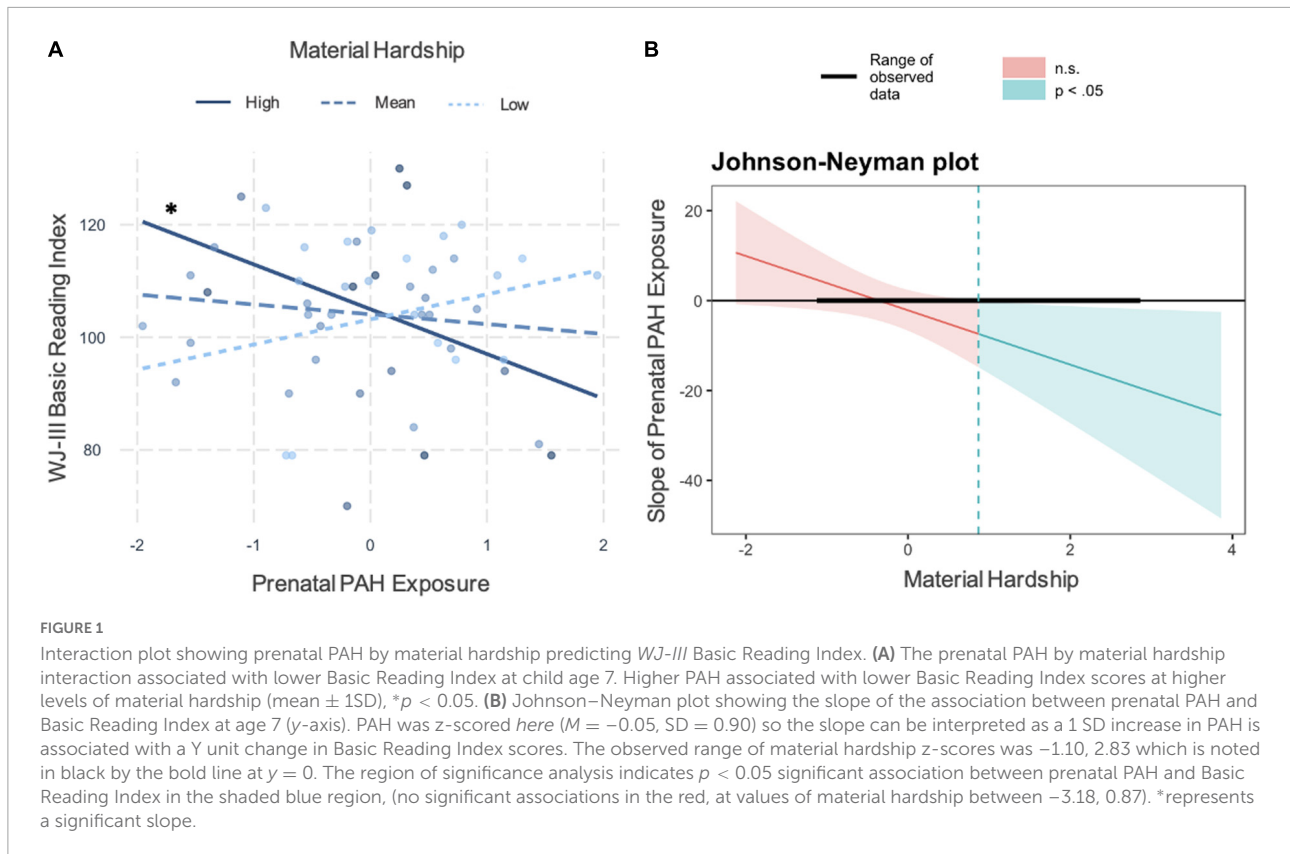 A
Material Hardship
High Mean Low
WJ-III Basic Reading Index
120
100
80
-2 -1 0 1 2
Prenatal PAH Exposure
B
Range of
observed
data
n.s.
p < .05
Johnson-Neyman plot
Slope of Prenatal PAH Exposure
20
0
-20
-40
-2 0 2 4
Material Hardship
*
FIGURE 1
Interaction plot showing prenatal PAH by material hardship predicting WJ-III Basic Reading Index. (A) The prenatal PAH by material hardship
interaction associated with lower Basic Reading Index at child age 7. Higher PAH associated with lower Basic Reading Index scores at higher
levels of material hardship (mean ± 1SD), *p < 0.05. (B) Johnson–Neyman plot showing the slope of the association between prenatal PAH and
Basic Reading Index at age 7 (y-axis). PAH was z-scored here (M = −0.05, SD = 0.90) so the slope can be interpreted as a 1 SD increase in PAH is
associated with a Y unit change in Basic Reading Index scores. The observed range of material hardship z-scores was −1.10, 2.83 which is noted
in black by the bold line at y = 0. The region of significance analysis indicates p < 0.05 significant association between prenatal PAH and Basic
Reading Index in the shaded blue region, (no significant associations in the red, at values of material hardship between −3.18, 0.87). *represents
a significant slope.